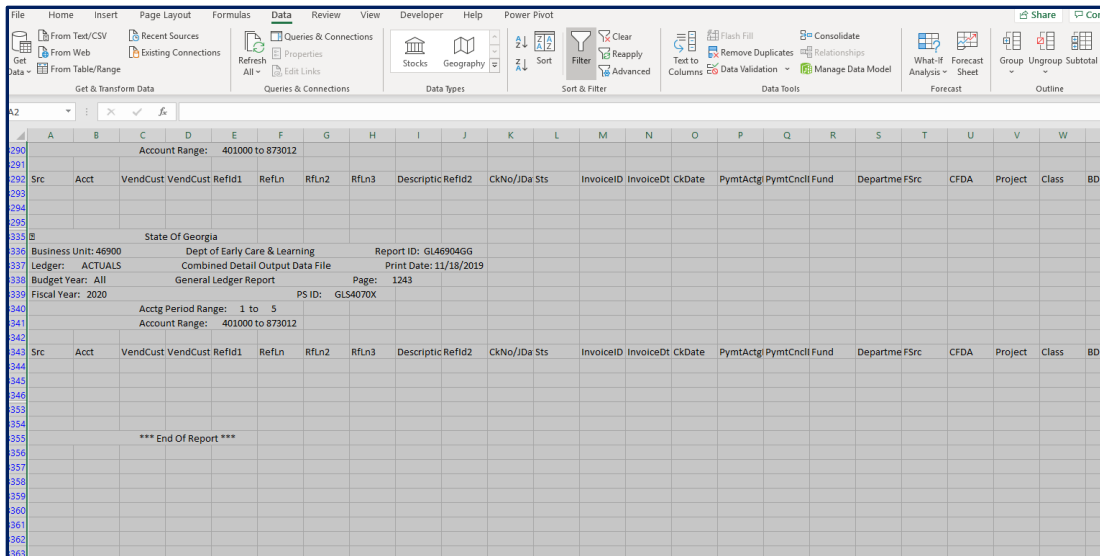 File Home Insert Page Layout Formulas Data Review View Developer Help Power Pivot Share
From Text/CSV Recent Sources Queries & Connections Clear Flash Fill Consolidate
From Web Existing Connections Properties Reapply Remove Duplicates Relationships
From Table/Range Edit Links Advanced Data Validation Manage Data Model
Get Data Refresh All Stocks Geography Sort Filter Text to Columns What-If Analysis Forecast Sheet Group Ungroup Subtotal
Get & Transform Data Queries & Connections Data Types Sort & Filter Data Tools Forecast Outline
A2 fx
A B C D E F G H I J K L M N O P Q R S T U V W
290 Account Range: 401000 to 873012
291
292 Src Acct VendCust VendCust RefId1 RefLn RfLn2 RfLn3 Descriptic RefId2 CkNo/JDa Sts InvoiceID InvoiceDt CkDate PymtActg PymtCncl Fund Departme FSrc CFDA Project Class BD
293
294
295
335 State Of Georgia
336 Business Unit: 46900 Dept of Early Care & Learning Report ID: GL46904GG
337 Ledger: ACTUALS Combined Detail Output Data File Print Date: 11/18/2019
338 Budget Year: All General Ledger Report Page: 1243
339 Fiscal Year: 2020 PS ID: GLS4070X
340 Acctg Period Range: 1 to 5
341 Account Range: 401000 to 873012
342
343 Src Acct VendCust VendCust RefId1 RefLn RfLn2 RfLn3 Descriptic RefId2 CkNo/JDa Sts InvoiceID InvoiceDt CkDate PymtActg PymtCncl Fund Departme FSrc CFDA Project Class BD
344
345
346
353
354
355 *** End Of Report ***
356
357
358
359
360
361
362
363